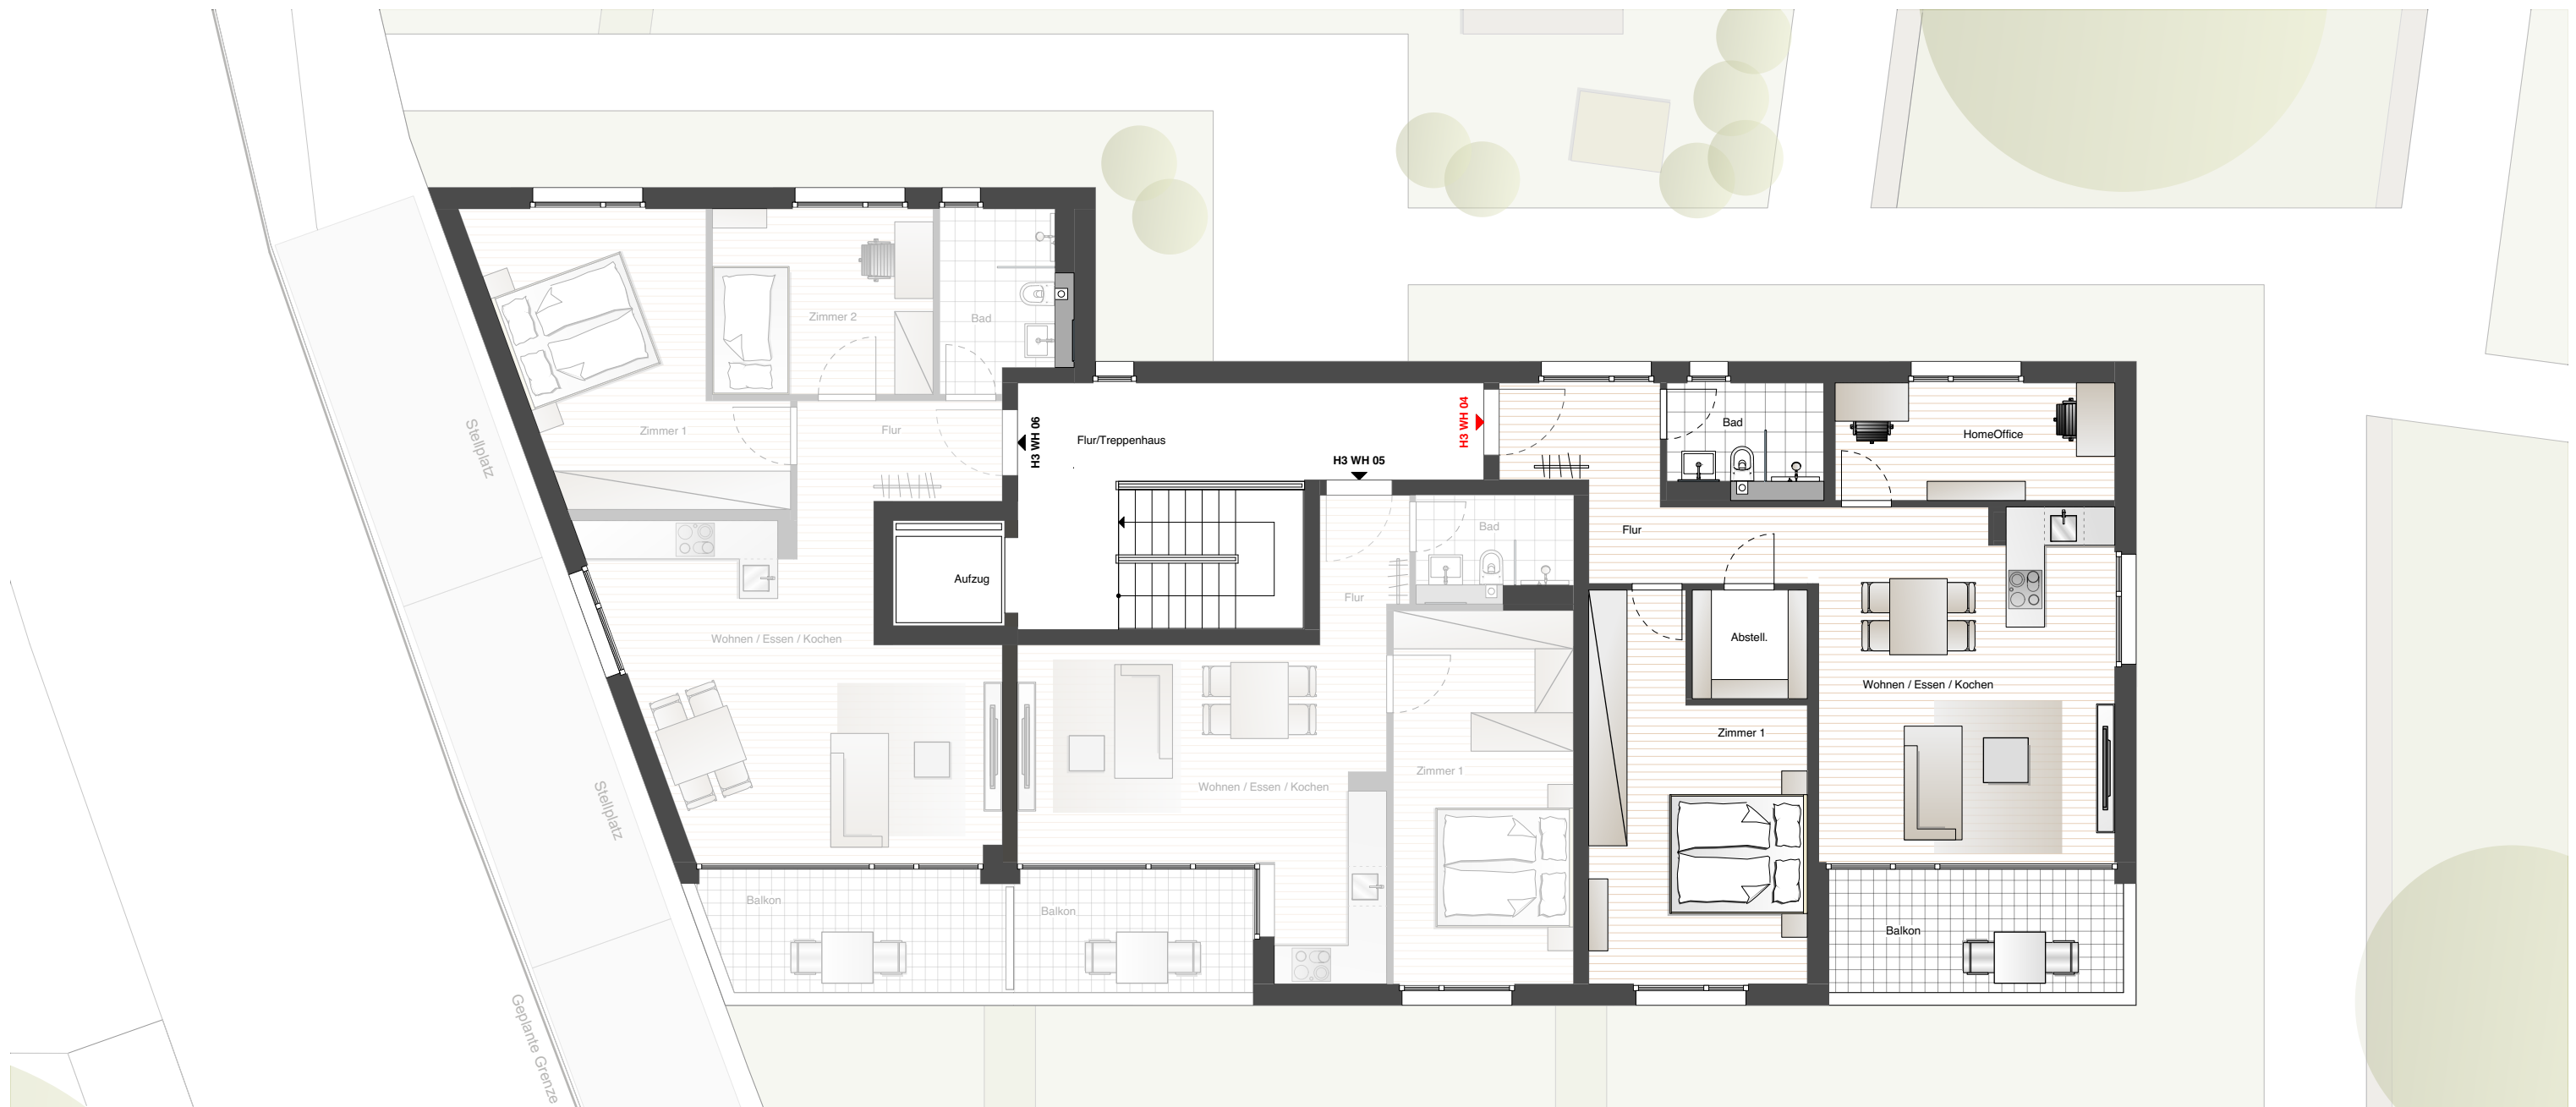 Zimmer 2
Bad
Zimmer 1
Flur
H3 WH 06
Flur/Treppenhaus
H3 WH 04
H3 WH 05
Bad
HomeOffice
Stellplatz
Aufzug
Bad
Flur
Flur
Abstell.
Wohnen / Essen / Kochen
Wohnen / Essen / Kochen
Zimmer 1
Zimmer 1
Wohnen / Essen / Kochen
Stellplatz
Balkon
Balkon
Balkon
Geplante Grenze